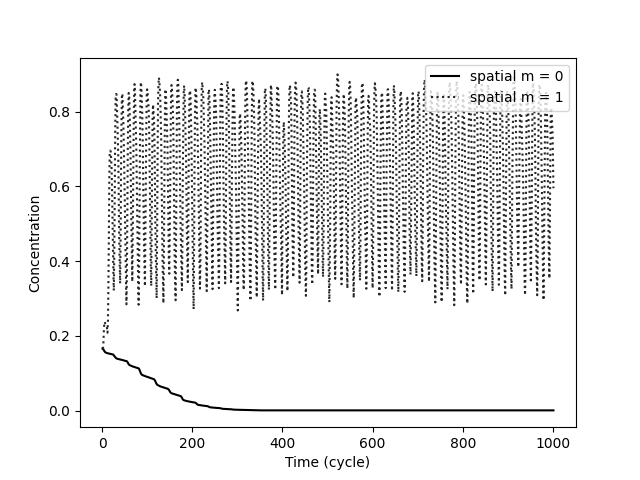 spatial m = 0
spatial m = 1
0.8
0.6
0.4
0.2
0.0
Concentration
0
200
400
600
800
1000
Time (cycle)